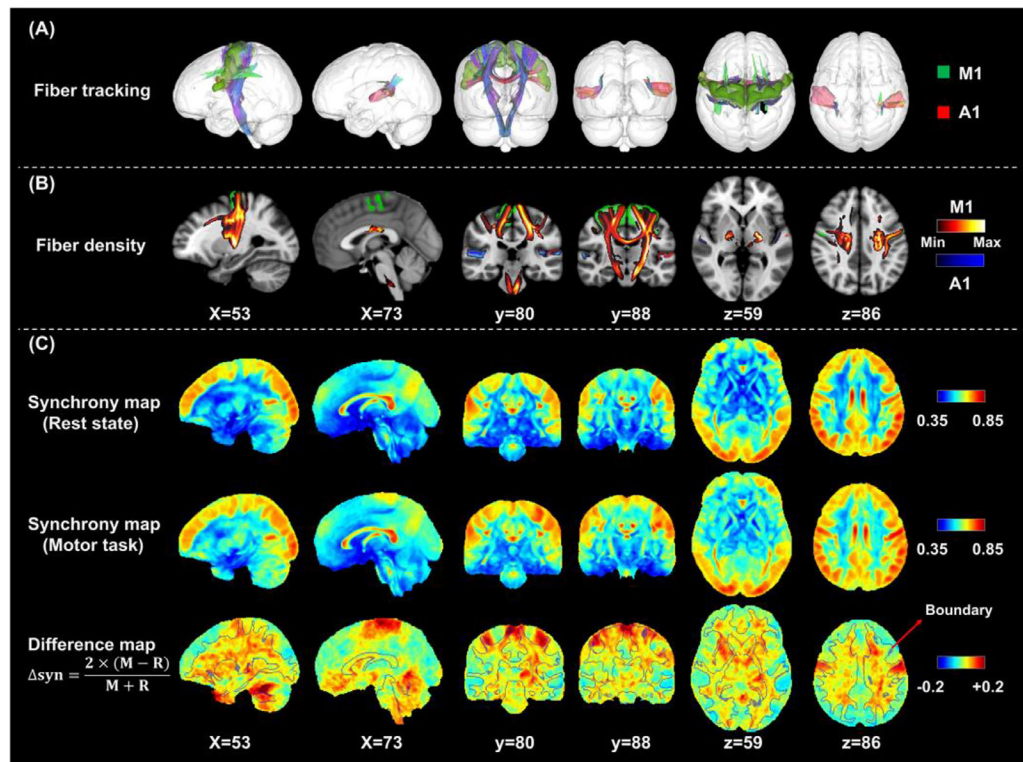 (A)
Fiber tracking
M1
A1
(B)
Fiber density
M1
Min Max
A1
X=53 X=73 y=80 y=88 z=59 z=86
(C)
Synchrony map
(Rest state)
0.35 0.85
Synchrony map
(Motor task)
0.35 0.85
Boundary
Difference map
Δsyn = 2 × (M − R) / M + R
-0.2 +0.2
X=53 X=73 y=80 y=88 z=59 z=86